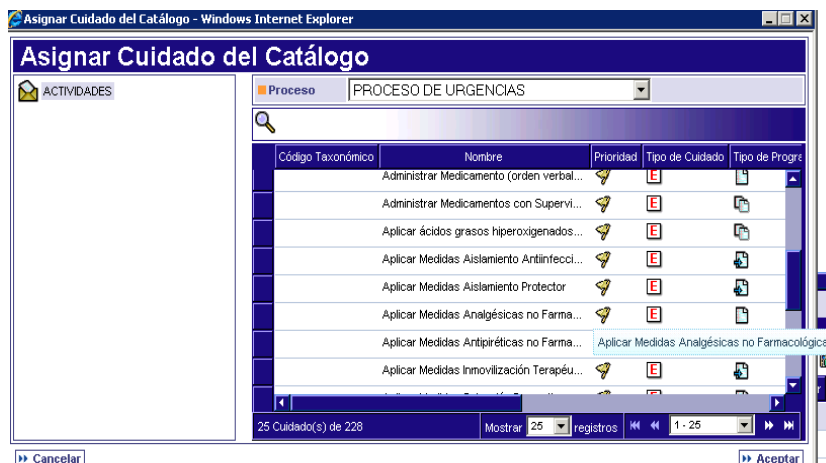 Asignar Cuidado del Catálogo - Windows Internet Explorer
Asignar Cuidado del Catálogo
ACTIVIDADES
Proceso PROCESO DE URGENCIAS
Código Taxonómico Nombre Prioridad Tipo de Cuidado Tipo de Progra
Administrar Medicamento (orden verbal... E
Administrar Medicamentos con Supervi... E
Aplicar ácidos grasos hiperoxigenados... E
Aplicar Medidas Aislamiento Antiinfecci... E
Aplicar Medidas Aislamiento Protector E
Aplicar Medidas Analgésicas no Farma... E
Aplicar Medidas Antipiréticas no Farma... Aplicar Medidas Analgésicas no Farmacológica
Aplicar Medidas Inmovilización Terapéu... E
25 Cuidado(s) de 228 Mostrar 25 registros 1 - 25
Cancelar Aceptar